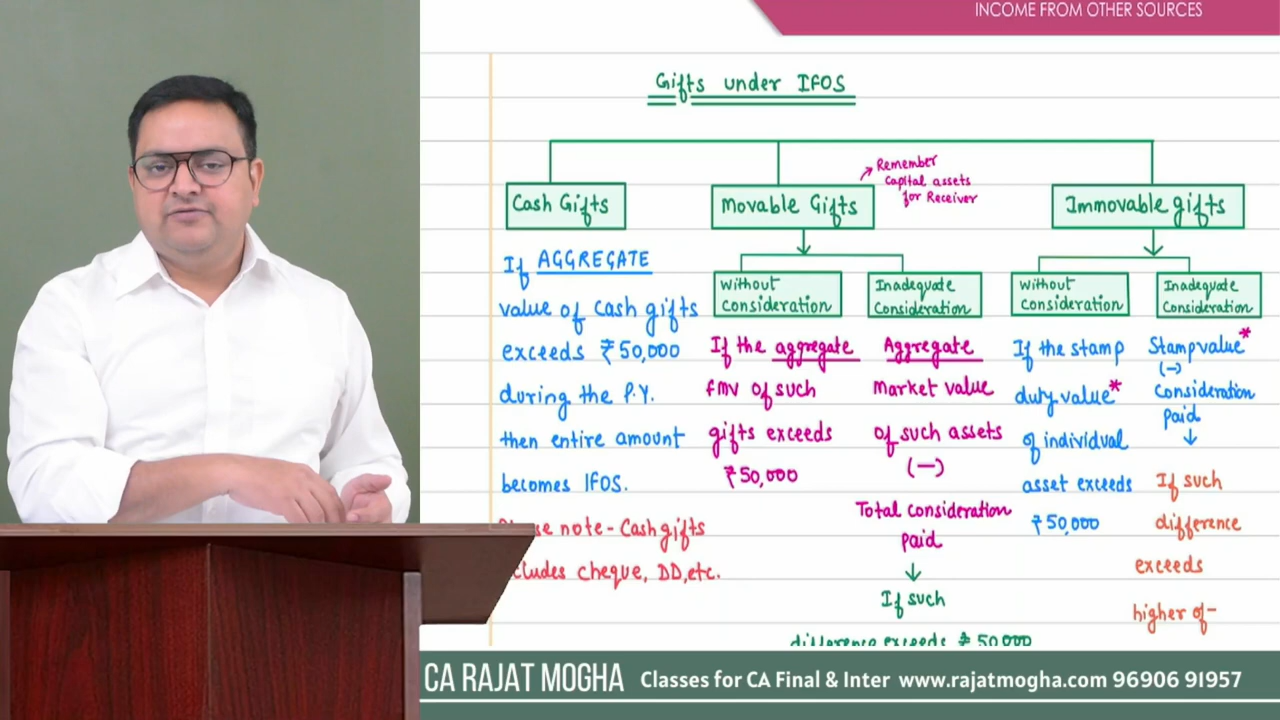 INCOME FROM OTHER SOURCES
Gifts under IFOS
Cash Gifts
If AGGREGATE
value of cash gifts
exceeds ₹50,000
during the P.Y.
then entire amount
becomes IFOS.
note - Cash gifts
cheque, DD, etc.
Movable Gifts
Remember
Capital assets
for Receiver
Without
consideration
If the aggregate
FMV of such
gifts exceeds
₹50,000
Inadequate
Consideration
Aggregate
market value
of such assets
(-)
Total consideration
paid
If such
difference exceeds ₹50,000
Immovable gifts
Without
consideration
If the stamp
duty value*
of individual
asset exceeds
₹50,000
Inadequate
Consideration
Stamp value*
(-)
Consideration
paid
If such
difference
exceeds
higher of-
CA RAJAT MOGHA Classes for CA Final & Inter www.rajatmogha.com 96906 91957